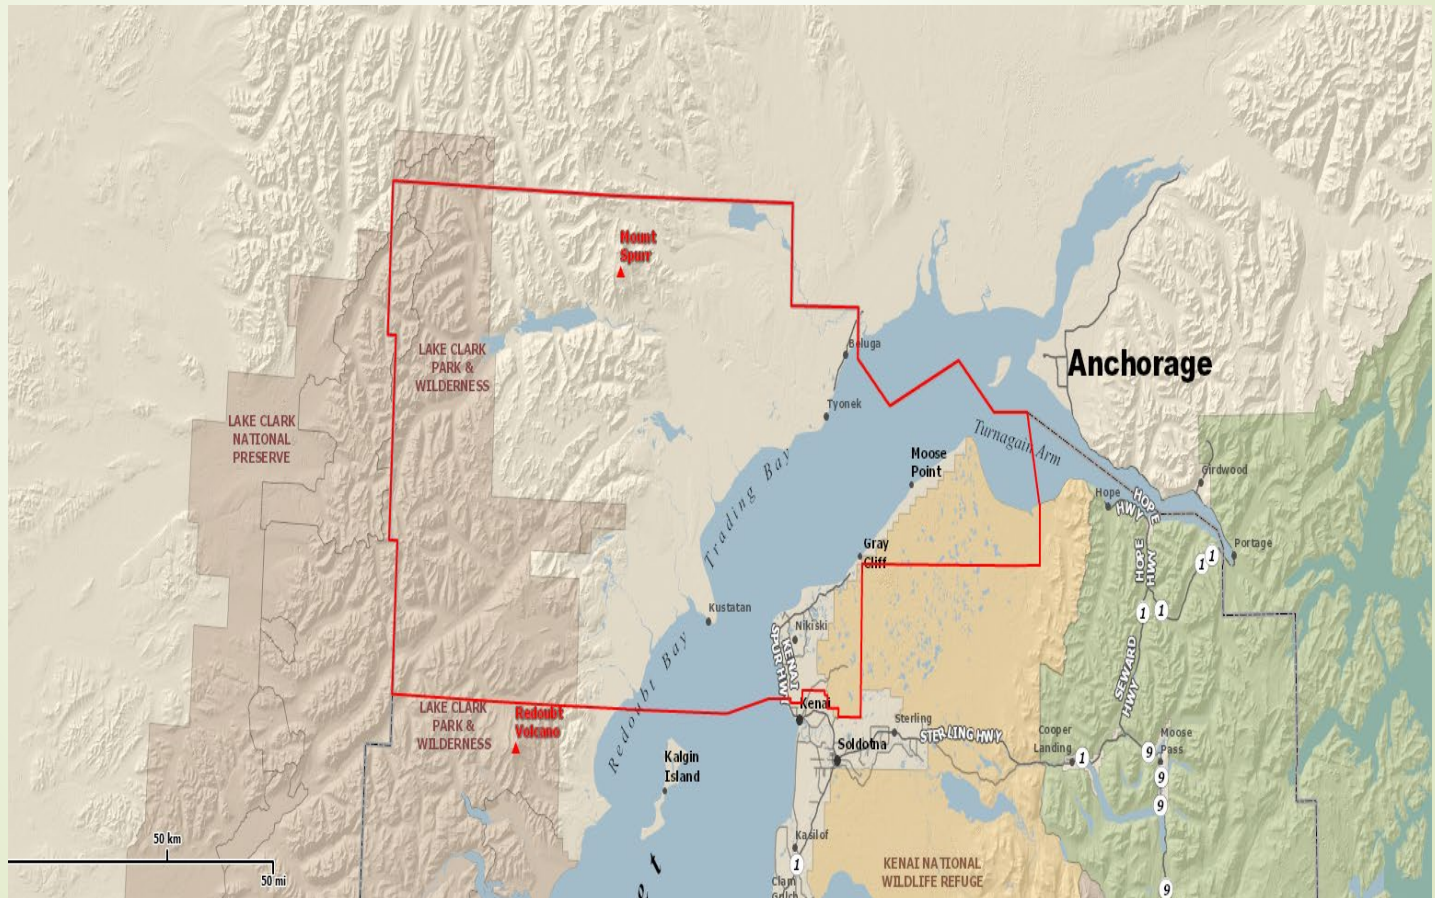 Mount
Spurr
Beluga
Anchorage
LAKE CLARK
PARK &
WILDERNESS
Tyonek
LAKE CLARK
NATIONAL
PRESERVE
Turnagain Arm
Moose
Point
Girdwood
Hope
HOPE
HWY
Trading Bay
Gray
Cliff
HOPE
HWY
Portage
1
1
Kustatan
1
1
Nikiski
KENAI
SPUR HWY
Redoubt Bay
SEWARD
HWY
LAKE CLARK
PARK &
WILDERNESS
Redoubt
Volcano
Kenai
Sterling
STERLING HWY
Soldotna
Cooper
Landing
1
Moose
Pass
9
9
9
Kalgin
Island
50 km
50 mi
Kasilof
1
KENAI NATIONAL
WILDLIFE REFUGE
Clam
9